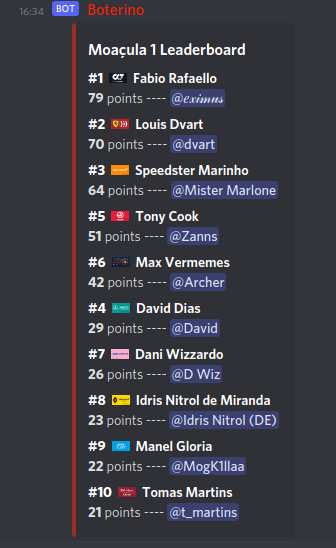 16:34 BOT Boterino
Moaçula 1 Leaderboard
#1 Fabio Rafaello
79 points ---- @𝓮𝔁𝓲𝓶𝓾𝓼
#2 Louis Dvart
70 points ---- @dvart
#3 Speedster Marinho
64 points ---- @Mister Marlone
#5 Tony Cook
51 points ---- @Zanns
#6 Max Vermemes
42 points ---- @Archer
#4 David Dias
29 points ---- @David
#7 Dani Wizzardo
26 points ---- @D Wiz
#8 Idris Nitrol de Miranda
23 points ---- @Idris Nitrol (DE)
#9 Manel Gloria
22 points ---- @MogK1llaa
#10 Tomas Martins
21 points ---- @t_martins